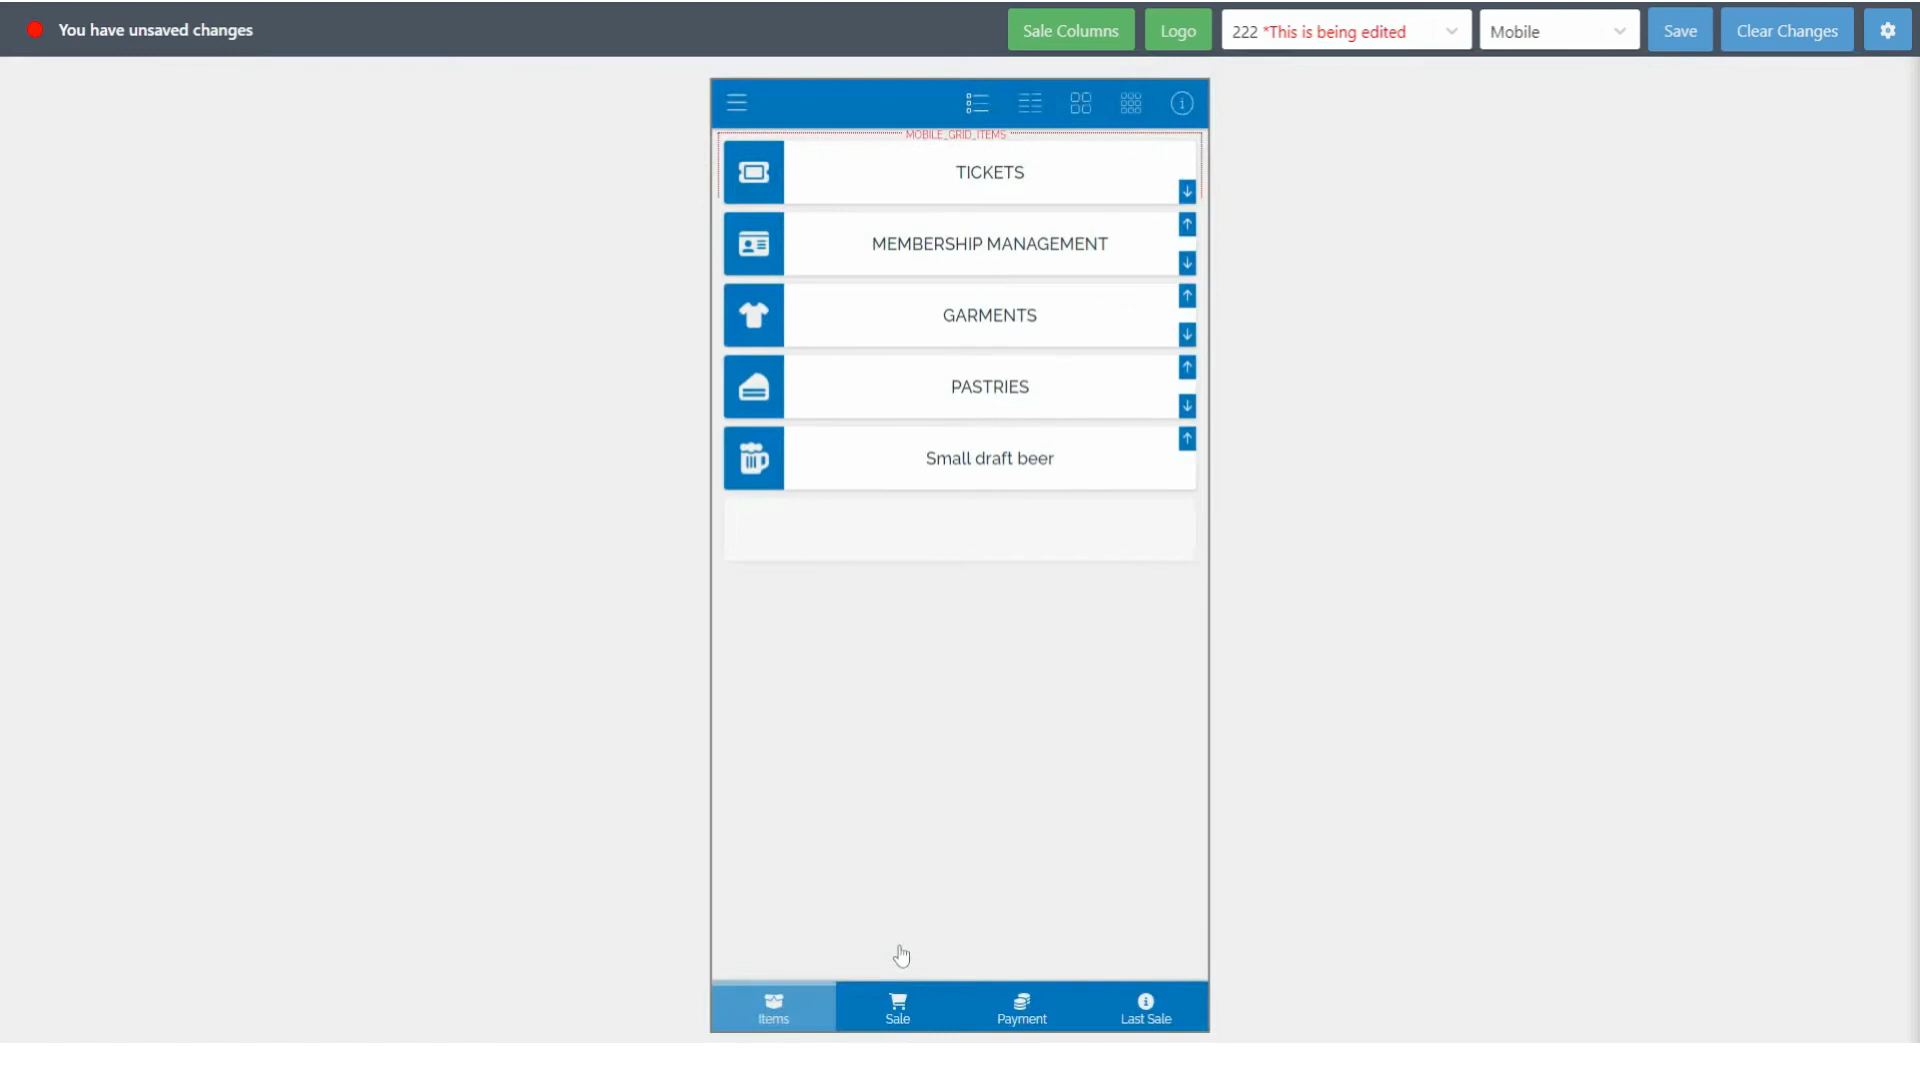 You have unsaved changes
Sale Columns
Logo
222 *This is being edited
Mobile
Save
Clear Changes
MOBILE_GRID_ITEMS
TICKETS
MEMBERSHIP MANAGEMENT
GARMENTS
PASTRIES
Small draft beer
Items
Sale
Payment
Last Sale